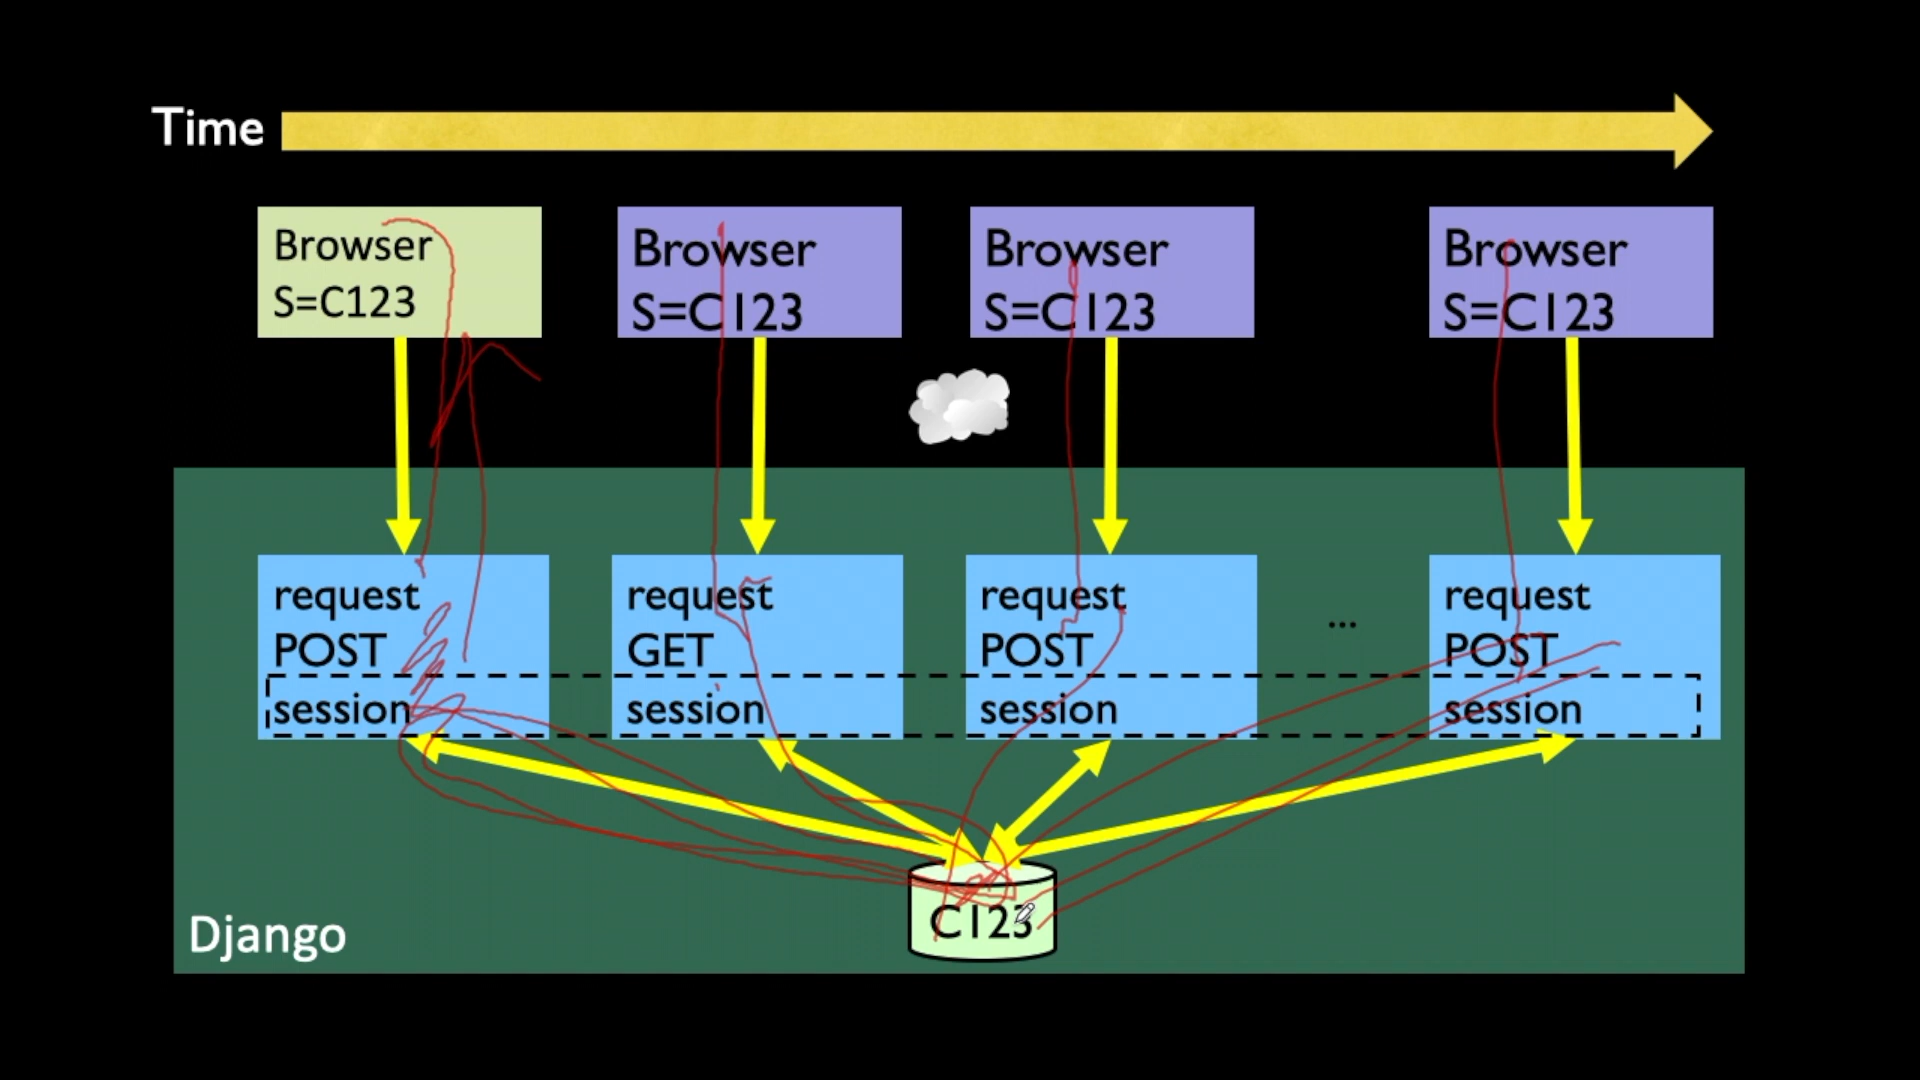 Time
Browser
S=C123
Browser
S=C123
Browser
S=C123
Browser
S=C123
request
POST
session
request
GET
session
request
POST
session
...
request
POST
session
C123
Django